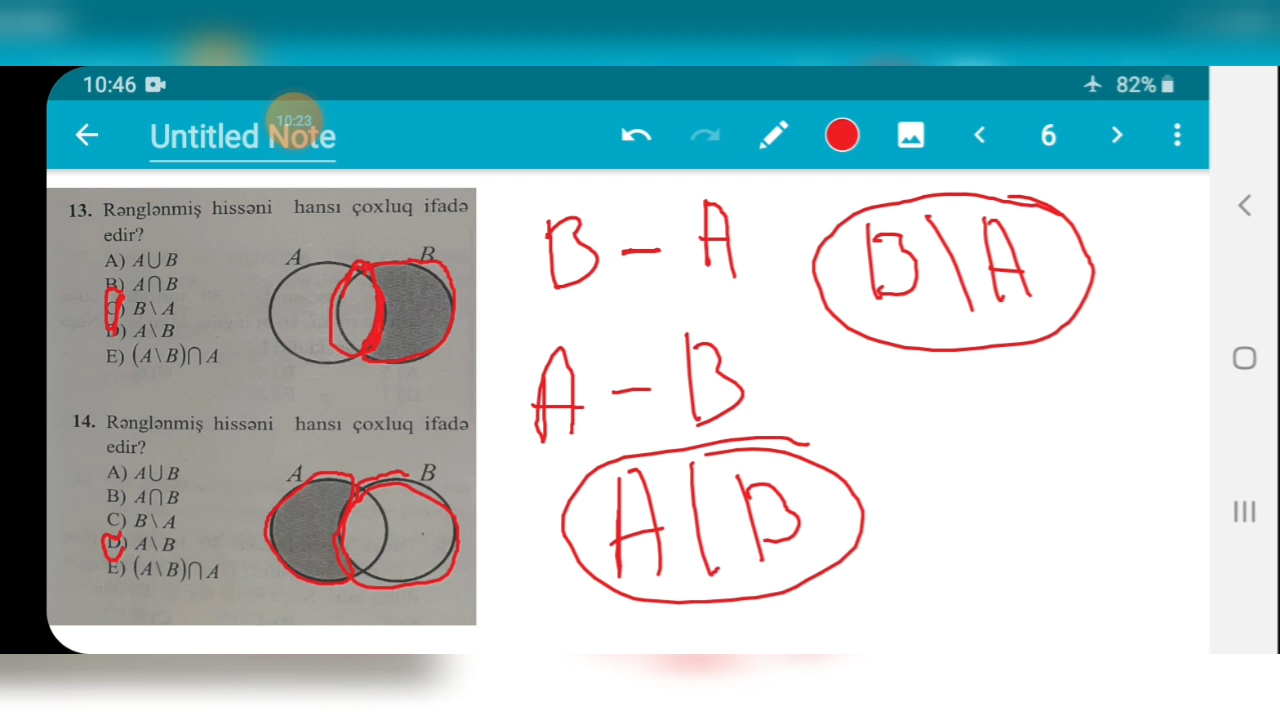 10:46
82%
10:23
Untitled Note
6
13. Rənglənmiş hissəni hansı çoxluq ifadə
edir?
A) A∪B
B) A∩B
C) B\A
D) A\B
E) (A\B)∩A
A
B
14. Rənglənmiş hissəni hansı çoxluq ifadə
edir?
A) A∪B
B) A∩B
C) B\A
D) A\B
E) (A\B)∩A
A
B
B - A
B\A
A - B
A\B